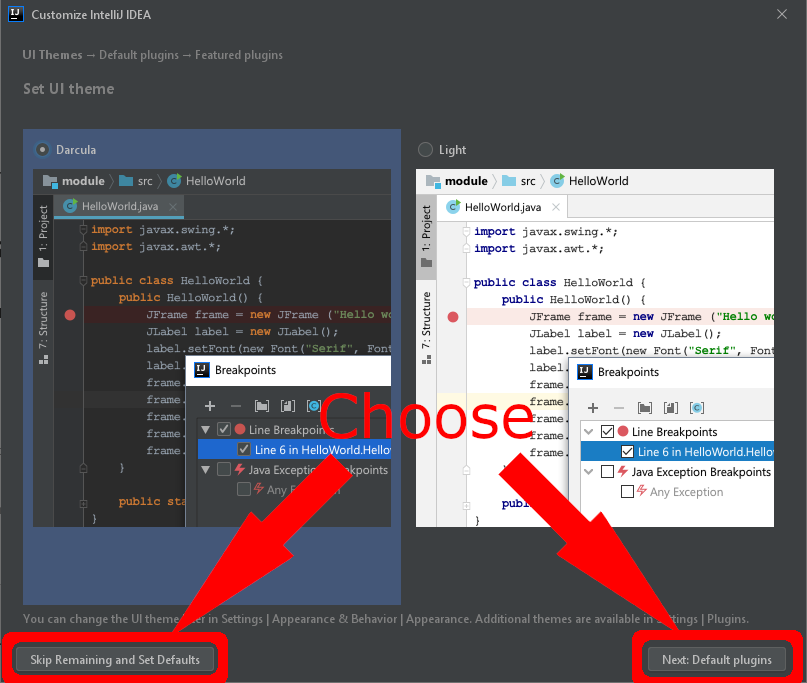 IJ Customize IntelliJ IDEA
UI Themes → Default plugins → Featured plugins
Set UI theme
Darcula
module src HelloWorld
HelloWorld.java
1: Project
7: Structure
import javax.swing.*;
import javax.awt.*;
public class HelloWorld {
public HelloWorld() {
JFrame frame = new JFrame ("Hello wo
JLabel label = new JLabel();
label.setFont(new Font("Serif", Font
label.
frame.
frame.
frame.
frame.
frame.
}
public sta
}
IJ Breakpoints
Line Breakpoints
Line 6 in HelloWorld.Hello
Java Exception Breakpoints
Any Exception
Light
module src HelloWorld
HelloWorld.java
1: Project
7: Structure
import javax.swing.*;
import javax.awt.*;
public class HelloWorld {
public HelloWorld() {
JFrame frame = new JFrame ("Hello wo
JLabel label = new JLabel();
label.setFont(new Font("Serif", Font
label.
frame.
frame.
frame.
frame.
frame.
publ
}
IJ Breakpoints
Line Breakpoints
Line 6 in HelloWorld.Hello
Java Exception Breakpoints
Any Exception
Choose
You can change the UI theme later in Settings | Appearance & Behavior | Appearance. Additional themes are available in Settings | Plugins.
Skip Remaining and Set Defaults
Next: Default plugins